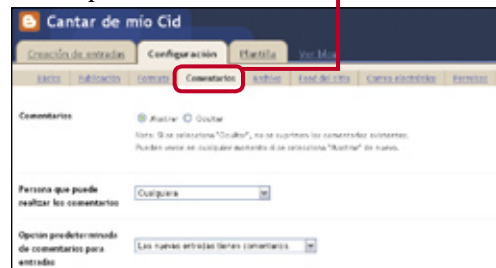 Cantar de mio Cid
Creación de entradas Configuración Plantilla Ver blog
Básico Publicación Formato Comentarios Archivo Feed del sitio Correo electrónico Permisos
Comentarios
Mostrar Ocultar
Nota: Si se selecciona "Ocultar", no se suprimen los comentarios existentes.
Pueden verse en cualquier momento si se selecciona "Mostrar" de nuevo.
Persona que puede
realizar los comentarios
Cualquiera
Opción predeterminada
de comentarios para
entradas
Las nuevas entradas tienen comentarios